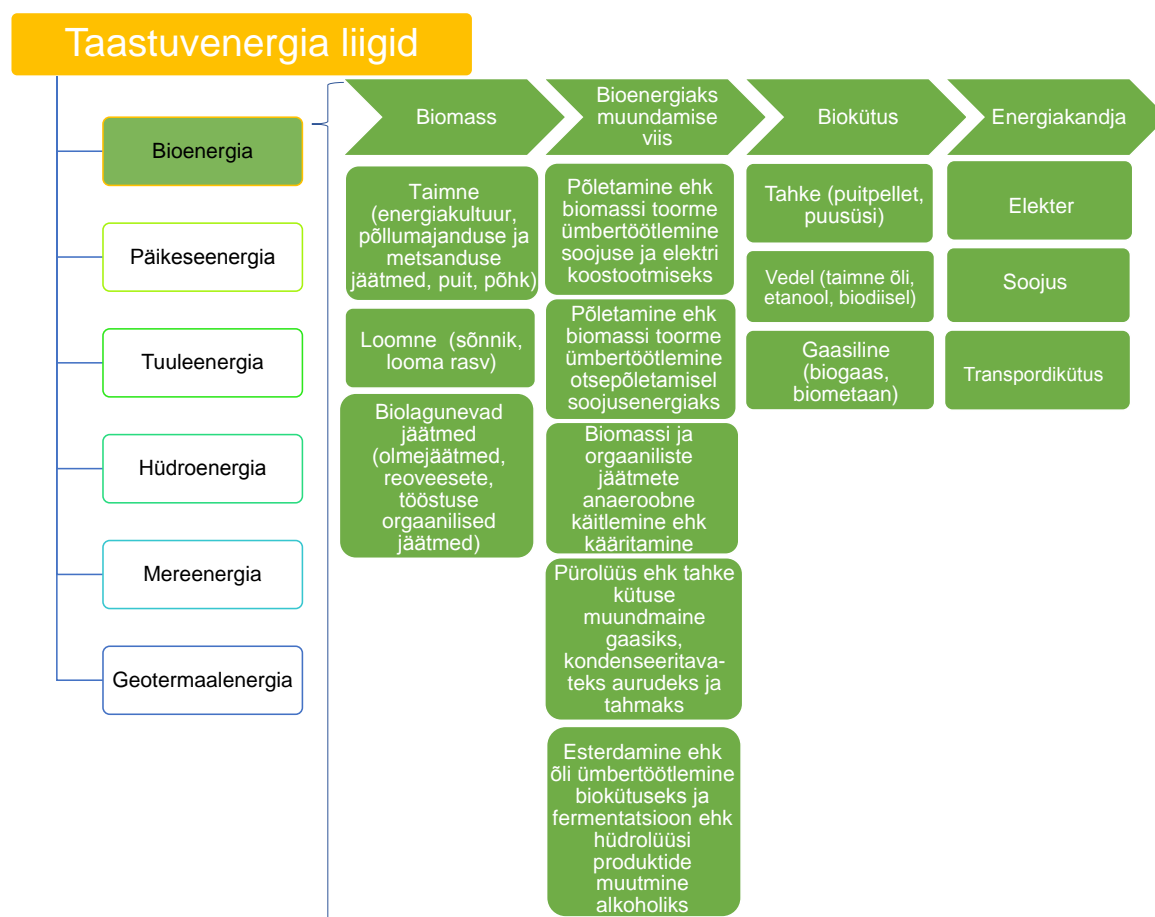 Taastuvenergia liigid
Bioenergia
Päikeseenergia
Tuuleenergia
Hüdroenergia
Mereenergia
Geotermaalenergia
Biomass
Taimne
(energiakultuur,
põllumajanduse ja
metsanduse
jäätmed, puit, põhk)
Loomne (sõnnik,
looma rasv)
Biolagunevad
jäätmed
(olmejäätmed,
reoveesete,
tööstuse
orgaanilised
jäätmed)
Bioenergiaks
muundamise
viis
Põletamine ehk
biomassi toorme
ümbertöötlemine
soojuse ja elektri
koostootmiseks
Põletamine ehk
biomassi toorme
ümbertöötlemine
otsepõletamisel
soojusenergiaks
Biomassi ja
orgaaniliste
jäätmete
anaeroobne
käitlemine ehk
kääritamine
Pürolüüs ehk tahke
kütuse
muundmaine
gaasiks,
kondenseeritava-
teks aurudeks ja
tahmaks
Esterdamine ehk
õli ümbertöötlemine
biokütuseks ja
fermentatsioon ehk
hüdrolüüsi
produktide
muutmine
alkoholiks
Biokütus
Tahke (puitpellet,
puusüsi)
Vedel (taimne õli,
etanool, biodiisel)
Gaasiline
(biogaas,
biometaan)
Energiakandja
Elekter
Soojus
Transpordikütus